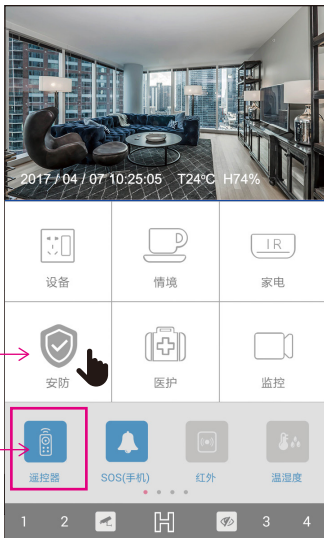 2017 / 04 / 07 10:25:05 T24°C H74%
IR
设备 情境 家电
安防 医护 监控
遥控器 SOS(手机) 红外 温湿度
1 2 H 3 4